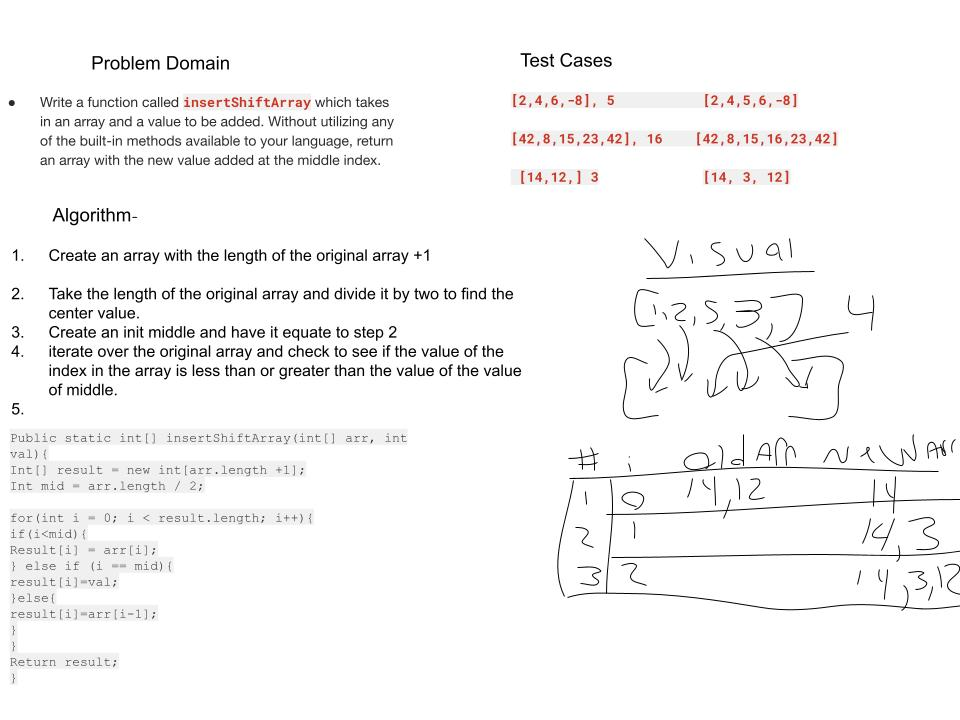 Problem Domain
● Write a function called insertShiftArray which takes
in an array and a value to be added. Without utilizing any
of the built-in methods available to your language, return
an array with the new value added at the middle index.
Algorithm-
1. Create an array with the length of the original array +1
2. Take the length of the original array and divide it by two to find the
center value.
3. Create an init middle and have it equate to step 2
4. iterate over the original array and check to see if the value of the
index in the array is less than or greater than the value of the value
of middle.
5.
Public static int[] insertShiftArray(int[] arr, int
val){
Int[] result = new int[arr.length +1];
Int mid = arr.length / 2;
for(int i = 0; i < result.length; i++){
if(i<mid){
Result[i] = arr[i];
} else if (i == mid){
result[i]=val;
}else{
result[i]=arr[i-1];
}
}
Return result;
}
Test Cases
[2,4,6,-8], 5 [2,4,5,6,-8]
[42,8,15,23,42], 16 [42,8,15,16,23,42]
[14,12,] 3 [14, 3, 12]
Visual
[1,2,5,3,] 4
[ ]
# i old Arr new Arr
1 0 14,12 14
2 1 14,3
3 2 14,3,12